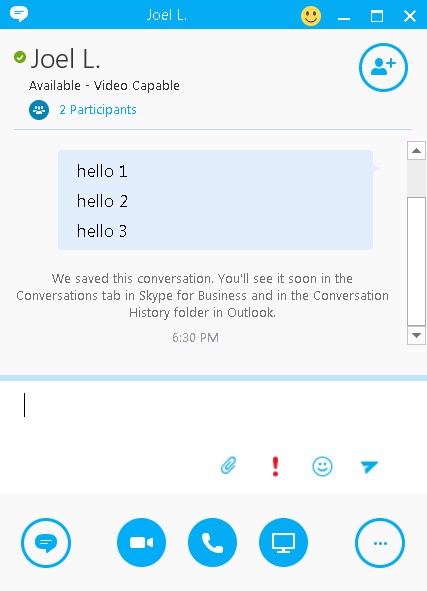 Joel L.
Joel L.
Available - Video Capable
2 Participants
hello 1
hello 2
hello 3
We saved this conversation. You'll see it soon in the
Conversations tab in Skype for Business and in the Conversation
History folder in Outlook.
6:30 PM